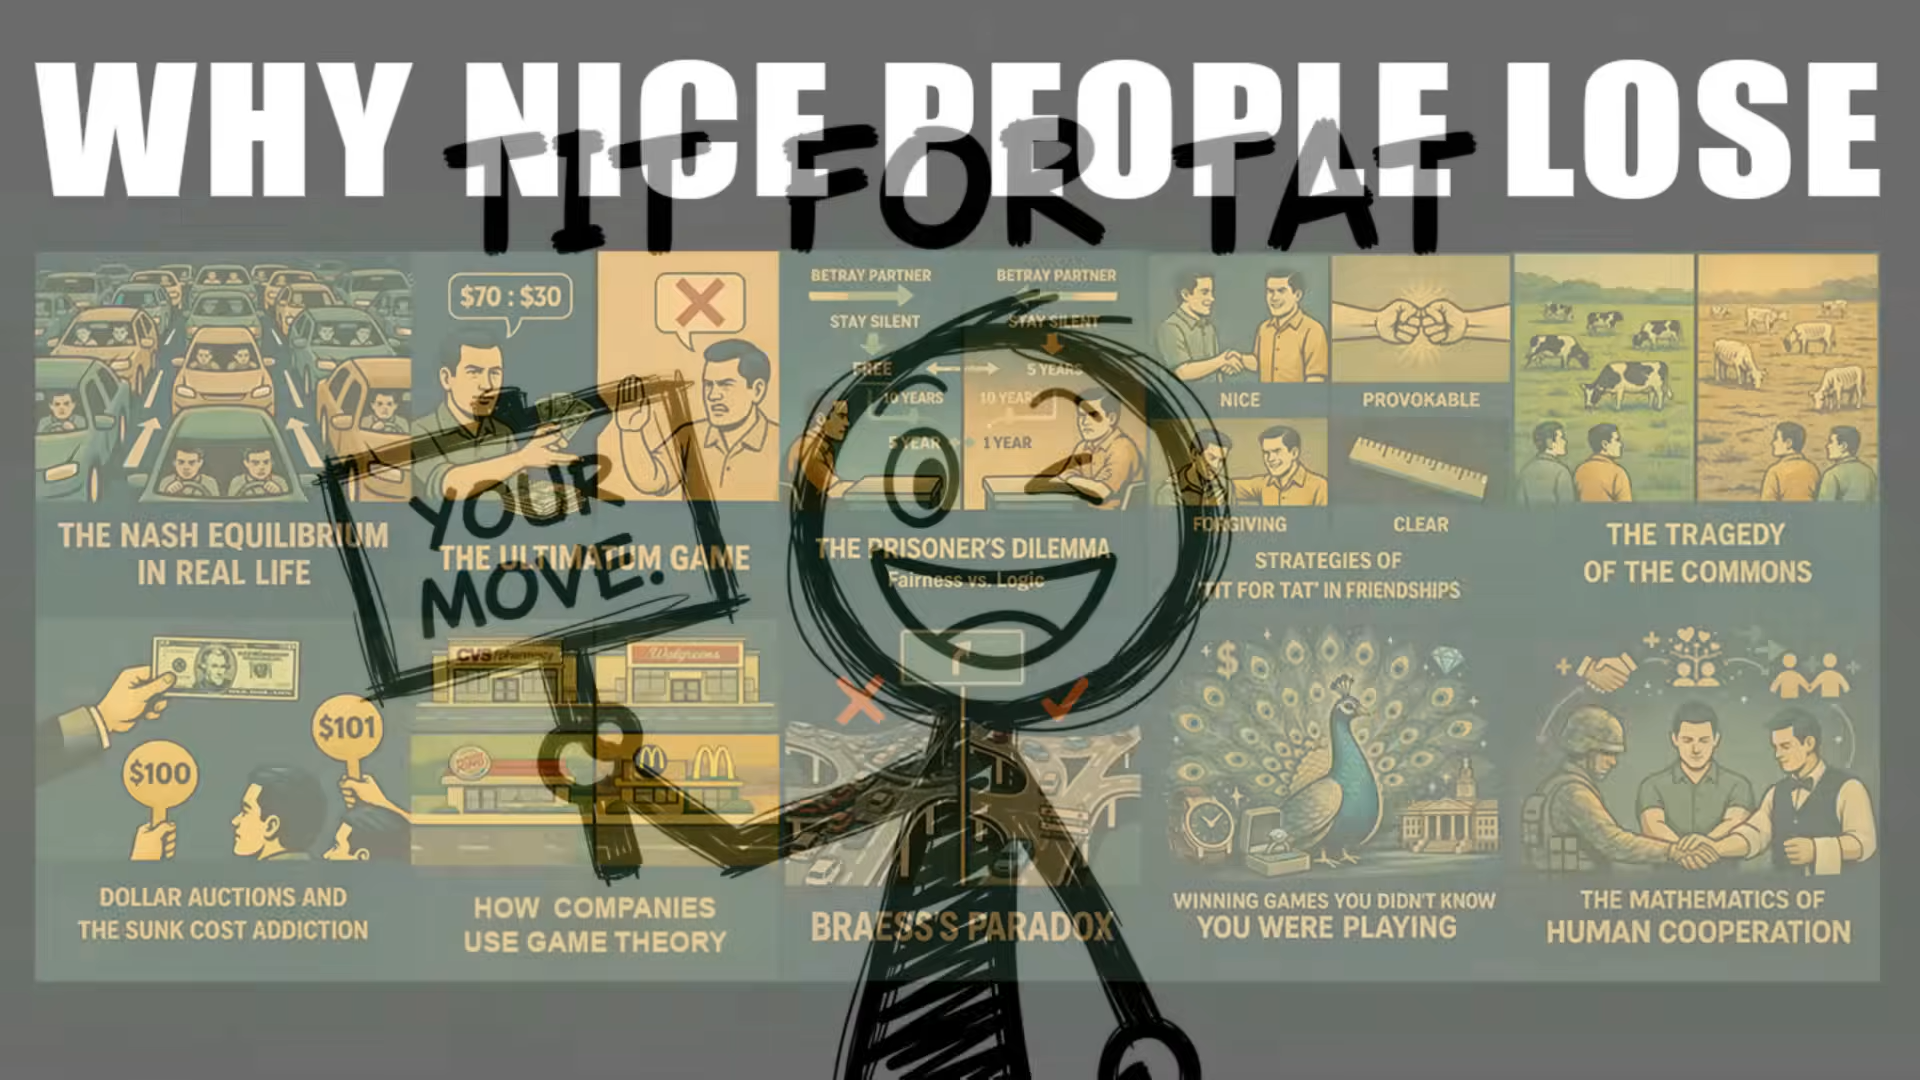 WHY NICE PEOPLE LOSE
TIT FOR TAT
$70 : $30
BETRAY PARTNER
BETRAY PARTNER
STAY SILENT
STAY SILENT
FREE
5 YEARS
10 YEARS
10 YEARS
5 YEAR
1 YEAR
NICE
PROVOKABLE
FORGIVING
CLEAR
YOUR
MOVE.
THE NASH EQUILIBRIUM
IN REAL LIFE
THE ULTIMATUM GAME
THE PRISONER'S DILEMMA
Fairness vs. Logic
STRATEGIES OF
'TIT FOR TAT' IN FRIENDSHIPS
THE TRAGEDY
OF THE COMMONS
$100
$101
CVS pharmacy
Walgreens
$
DOLLAR AUCTIONS AND
THE SUNK COST ADDICTION
HOW COMPANIES
USE GAME THEORY
BRAESS'S PARADOX
WINNING GAMES YOU DIDN'T KNOW
YOU WERE PLAYING
THE MATHEMATICS OF
HUMAN COOPERATION